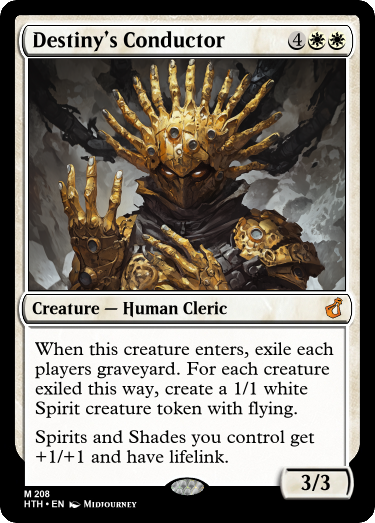 Destiny's Conductor 4
Creature — Human Cleric
When this creature enters, exile each
players graveyard. For each creature
exiled this way, create a 1/1 white
Spirit creature token with flying.
Spirits and Shades you control get
+1/+1 and have lifelink.
3/3
M 208
HTH • EN Midjourney